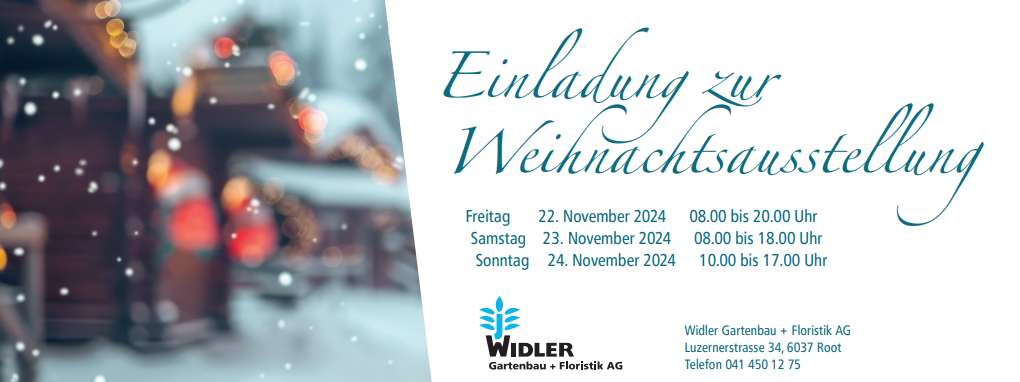 Einladung zur
Weihnachtsausstellung
Freitag 22. November 2024 08.00 bis 20.00 Uhr
Samstag 23. November 2024 08.00 bis 18.00 Uhr
Sonntag 24. November 2024 10.00 bis 17.00 Uhr
WIDLER
Gartenbau + Floristik AG
Widler Gartenbau + Floristik AG
Luzernerstrasse 34, 6037 Root
Telefon 041 450 12 75